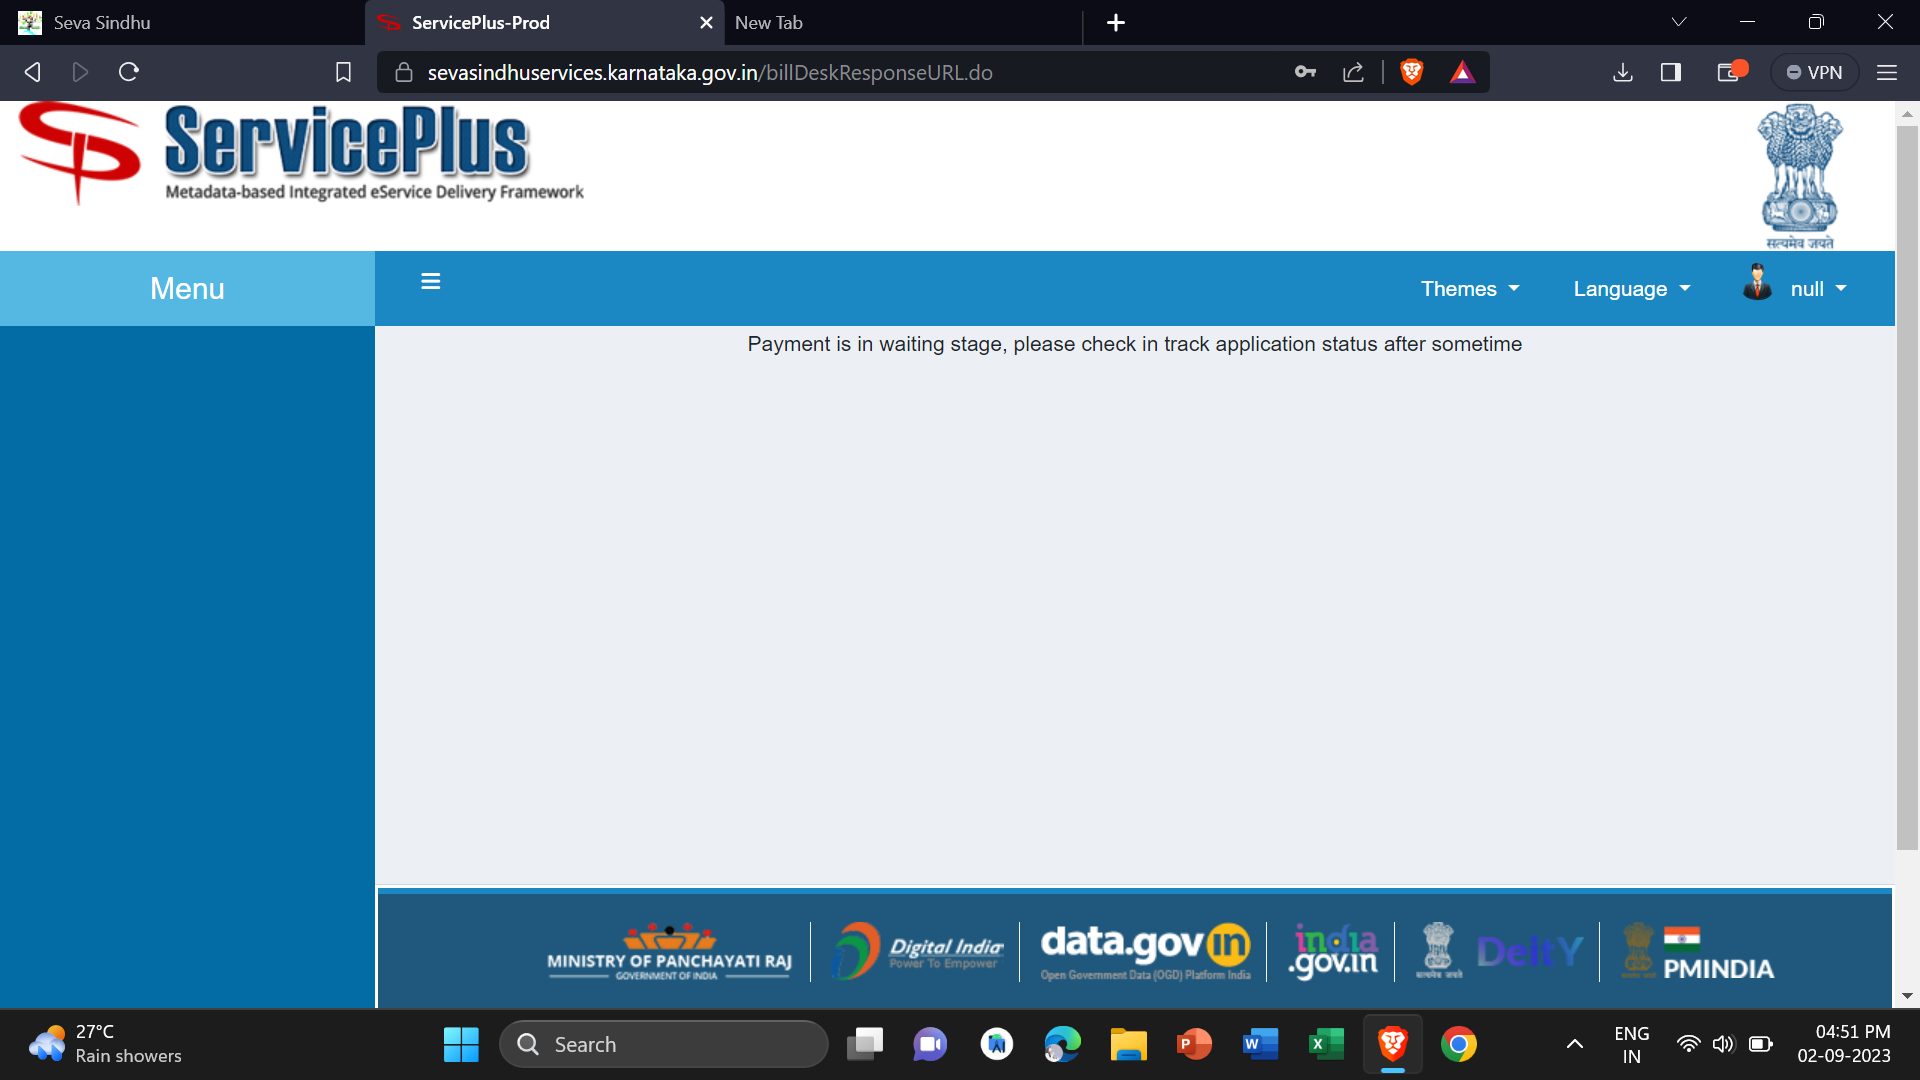 Seva Sindhu
ServicePlus-Prod
New Tab
sevasindhuservices.karnataka.gov.in/billDeskResponseURL.do
VPN
ServicePlus
Metadata-based Integrated eService Delivery Framework
सत्यमेव जयते
Menu
Themes
Language
null
Payment is in waiting stage, please check in track application status after sometime
MINISTRY OF PANCHAYATI RAJ
GOVERNMENT OF INDIA
Digital India
Power To Empower
data.gov in
Open Government Data (OGD) Platform India
india
.gov.in
सत्यमेव जयते
DeitY
PMINDIA
27°C
Rain showers
Search
ENG
IN
04:51 PM
02-09-2023